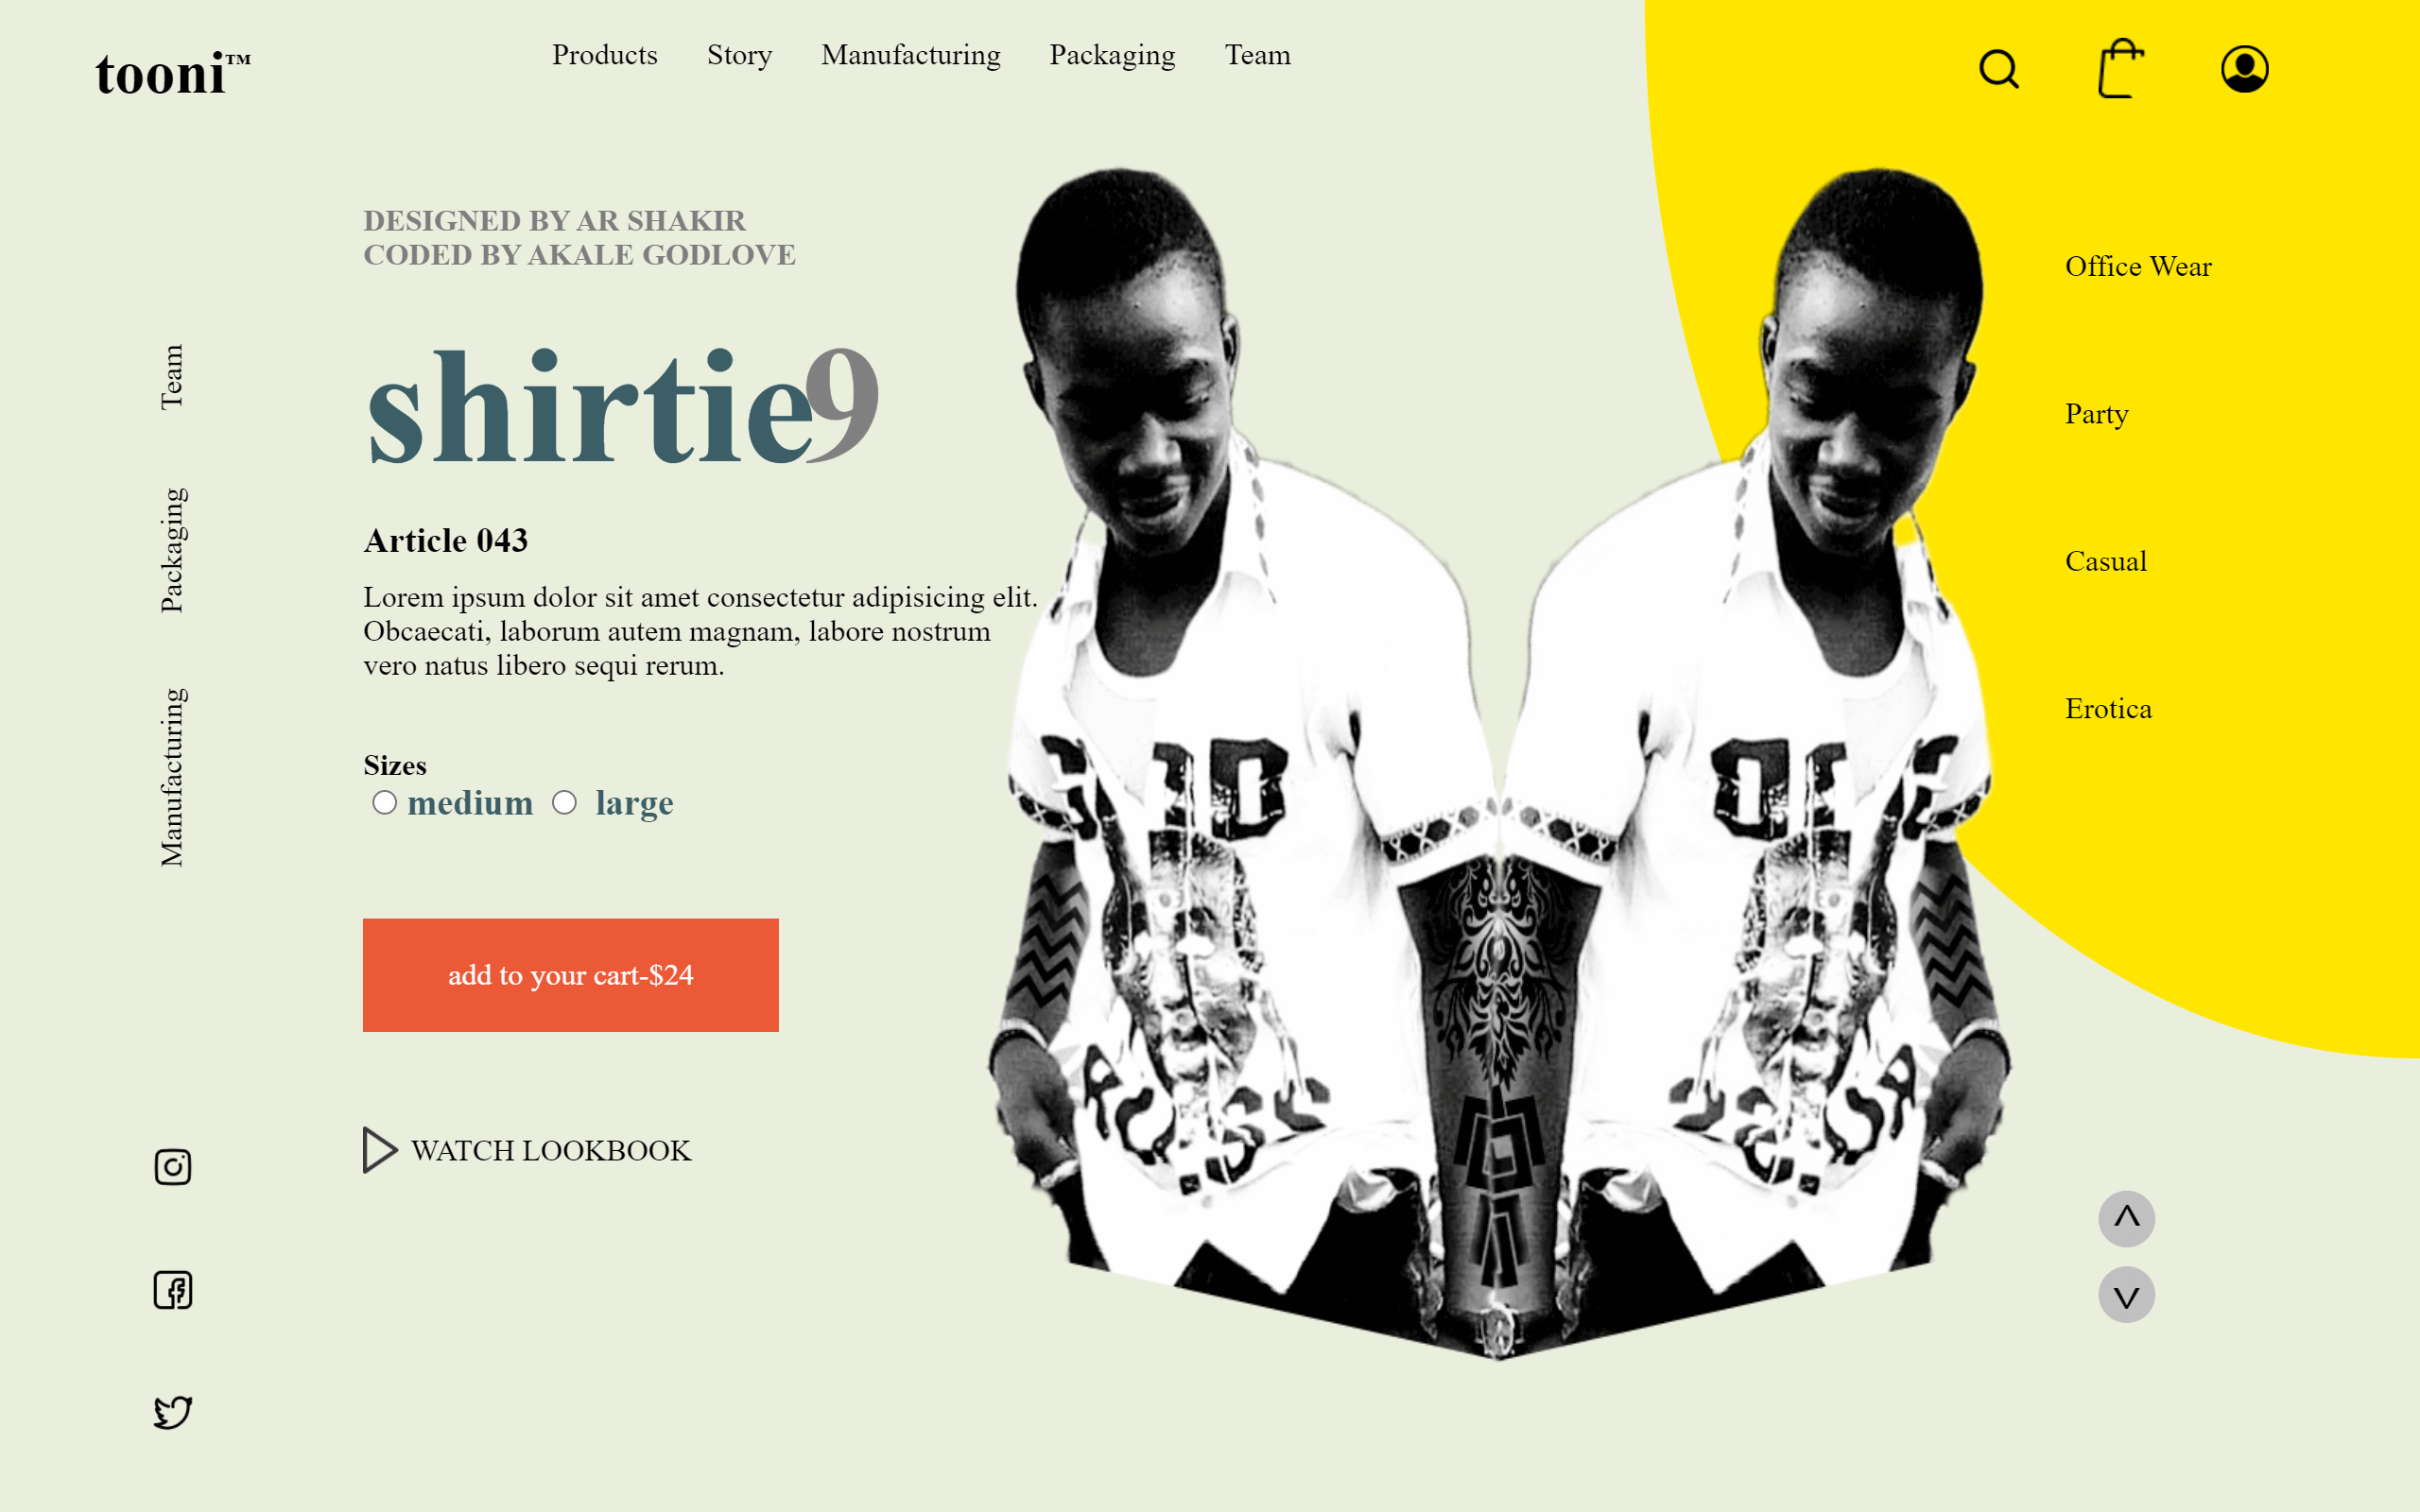 tooni™
Products Story Manufacturing Packaging Team
DESIGNED BY AR SHAKIR
CODED BY AKALE GODLOVE
shirtie9
Article 043
Lorem ipsum dolor sit amet consectetur adipisicing elit.
Obcaecati, laborum autem magnam, labore nostrum
vero natus libero sequi rerum.
Sizes
medium large
add to your cart-$24
WATCH LOOKBOOK
Team
Packaging
Manufacturing
Office Wear
Party
Casual
Erotica